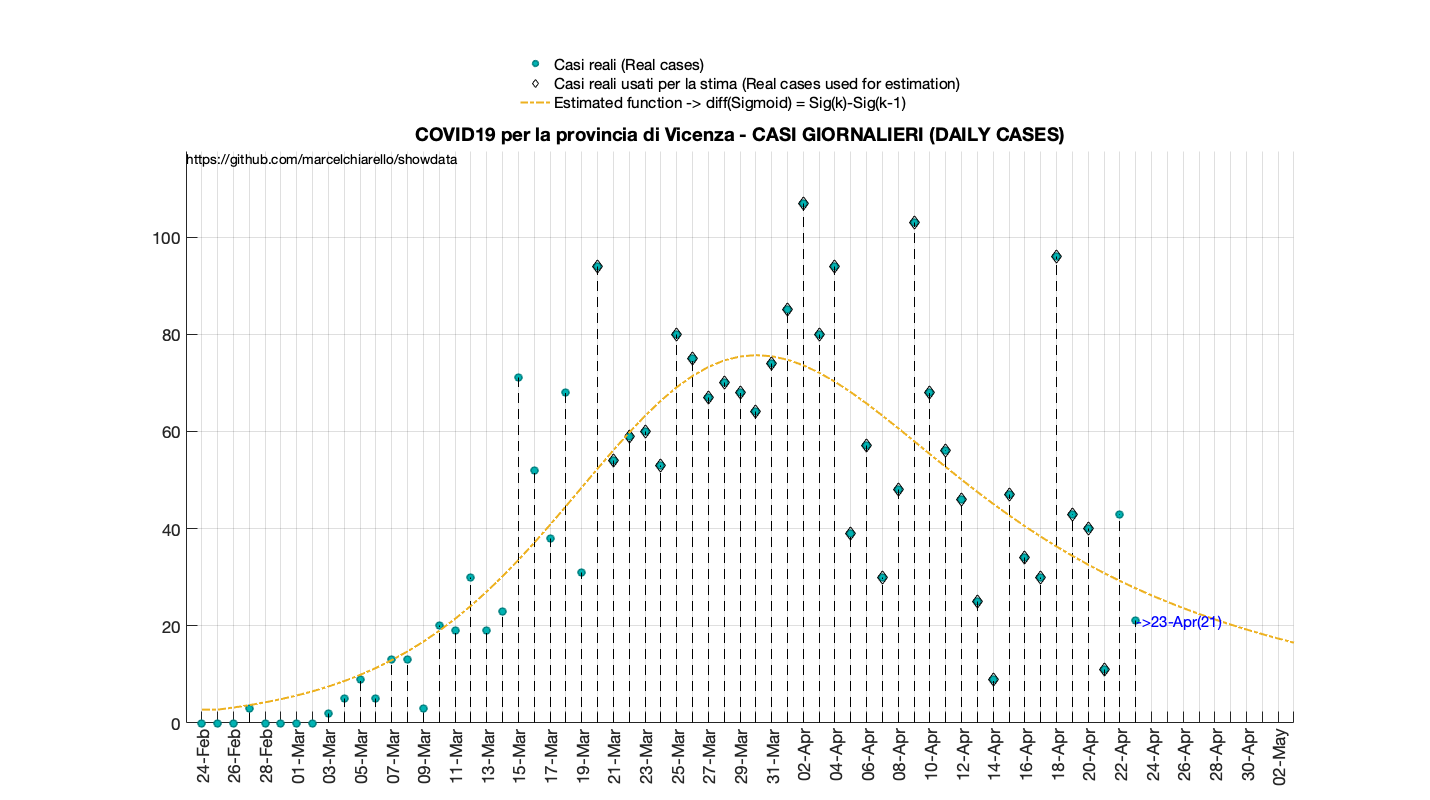 Casi reali (Real cases)
Casi reali usati per la stima (Real cases used for estimation)
Estimated function -> diff(Sigmoid) = Sig(k)-Sig(k-1)
COVID19 per la provincia di Vicenza - CASI GIORNALIERI (DAILY CASES)
https://github.com/marcelchiarello/showdata
100
80
60
40
20
0
->23-Apr(21)
24-Feb
26-Feb
28-Feb
01-Mar
03-Mar
05-Mar
07-Mar
09-Mar
11-Mar
13-Mar
15-Mar
17-Mar
19-Mar
21-Mar
23-Mar
25-Mar
27-Mar
29-Mar
31-Mar
02-Apr
04-Apr
06-Apr
08-Apr
10-Apr
12-Apr
14-Apr
16-Apr
18-Apr
20-Apr
22-Apr
24-Apr
26-Apr
28-Apr
30-Apr
02-May